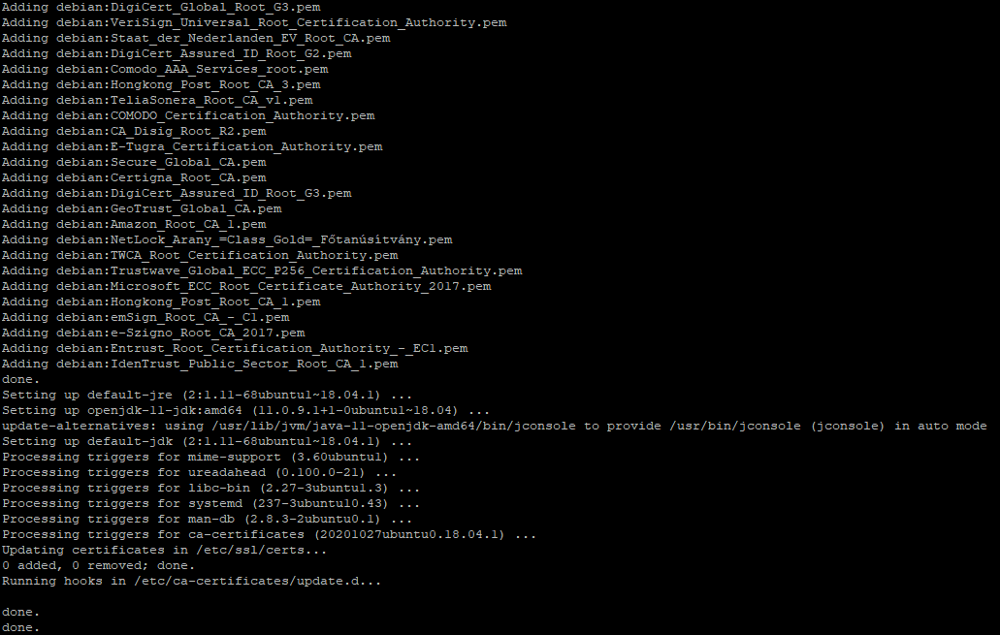 Adding debian:DigiCert_Global_Root_G3.pem
Adding debian:VeriSign_Universal_Root_Certification_Authority.pem
Adding debian:Staat_der_Nederlanden_EV_Root_CA.pem
Adding debian:DigiCert_Assured_ID_Root_G2.pem
Adding debian:Comodo_AAA_Services_root.pem
Adding debian:Hongkong_Post_Root_CA_3.pem
Adding debian:TeliaSonera_Root_CA_v1.pem
Adding debian:COMODO_Certification_Authority.pem
Adding debian:CA_Disig_Root_R2.pem
Adding debian:E-Tugra_Certification_Authority.pem
Adding debian:Secure_Global_CA.pem
Adding debian:Certigna_Root_CA.pem
Adding debian:DigiCert_Assured_ID_Root_G3.pem
Adding debian:GeoTrust_Global_CA.pem
Adding debian:Amazon_Root_CA_1.pem
Adding debian:NetLock_Arany_=Class_Gold=_Főtanúsítvány.pem
Adding debian:TWCA_Root_Certification_Authority.pem
Adding debian:Trustwave_Global_ECC_P256_Certification_Authority.pem
Adding debian:Microsoft_ECC_Root_Certificate_Authority_2017.pem
Adding debian:Hongkong_Post_Root_CA_1.pem
Adding debian:emSign_Root_CA_-_C1.pem
Adding debian:e-Szigno_Root_CA_2017.pem
Adding debian:Entrust_Root_Certification_Authority_-_EC1.pem
Adding debian:IdenTrust_Public_Sector_Root_CA_1.pem
done.
Setting up default-jre (2:1.11-68ubuntu1~18.04.1) ...
Setting up openjdk-11-jdk:amd64 (11.0.9.1+1-0ubuntu1~18.04) ...
update-alternatives: using /usr/lib/jvm/java-11-openjdk-amd64/bin/jconsole to provide /usr/bin/jconsole (jconsole) in auto mode
Setting up default-jdk (2:1.11-68ubuntu1~18.04.1) ...
Processing triggers for mime-support (3.60ubuntu1) ...
Processing triggers for ureadahead (0.100.0-21) ...
Processing triggers for libc-bin (2.27-3ubuntu1.3) ...
Processing triggers for systemd (237-3ubuntu10.43) ...
Processing triggers for man-db (2.8.3-2ubuntu0.1) ...
Processing triggers for ca-certificates (20201027ubuntu0.18.04.1) ...
Updating certificates in /etc/ssl/certs...
0 added, 0 removed; done.
Running hooks in /etc/ca-certificates/update.d...
done.
done.